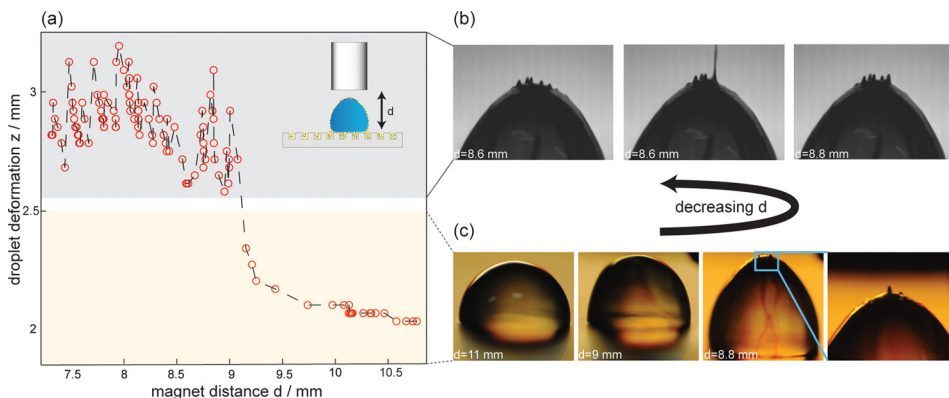 (a)
droplet deformation z / mm
3
2.5
2
7.5 8 8.5 9 9.5 10 10.5
magnet distance d / mm
d
(b)
d=8.6 mm
d=8.6 mm
d=8.8 mm
decreasing d
(c)
d=11 mm
d=9 mm
d=8.8 mm